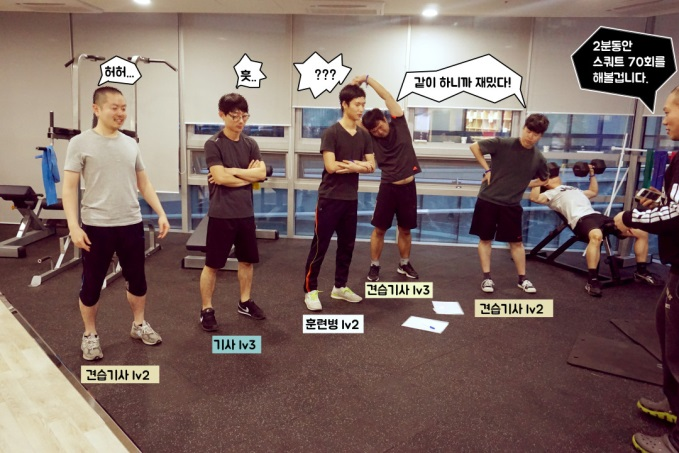 허허...
훗..
???
같이 하니까 재밌다!
2분동안
스쿼트 70회를
해볼겁니다.
견습기사 lv3
견습기사 lv2
훈련병 lv2
기사 lv3
견습기사 lv2